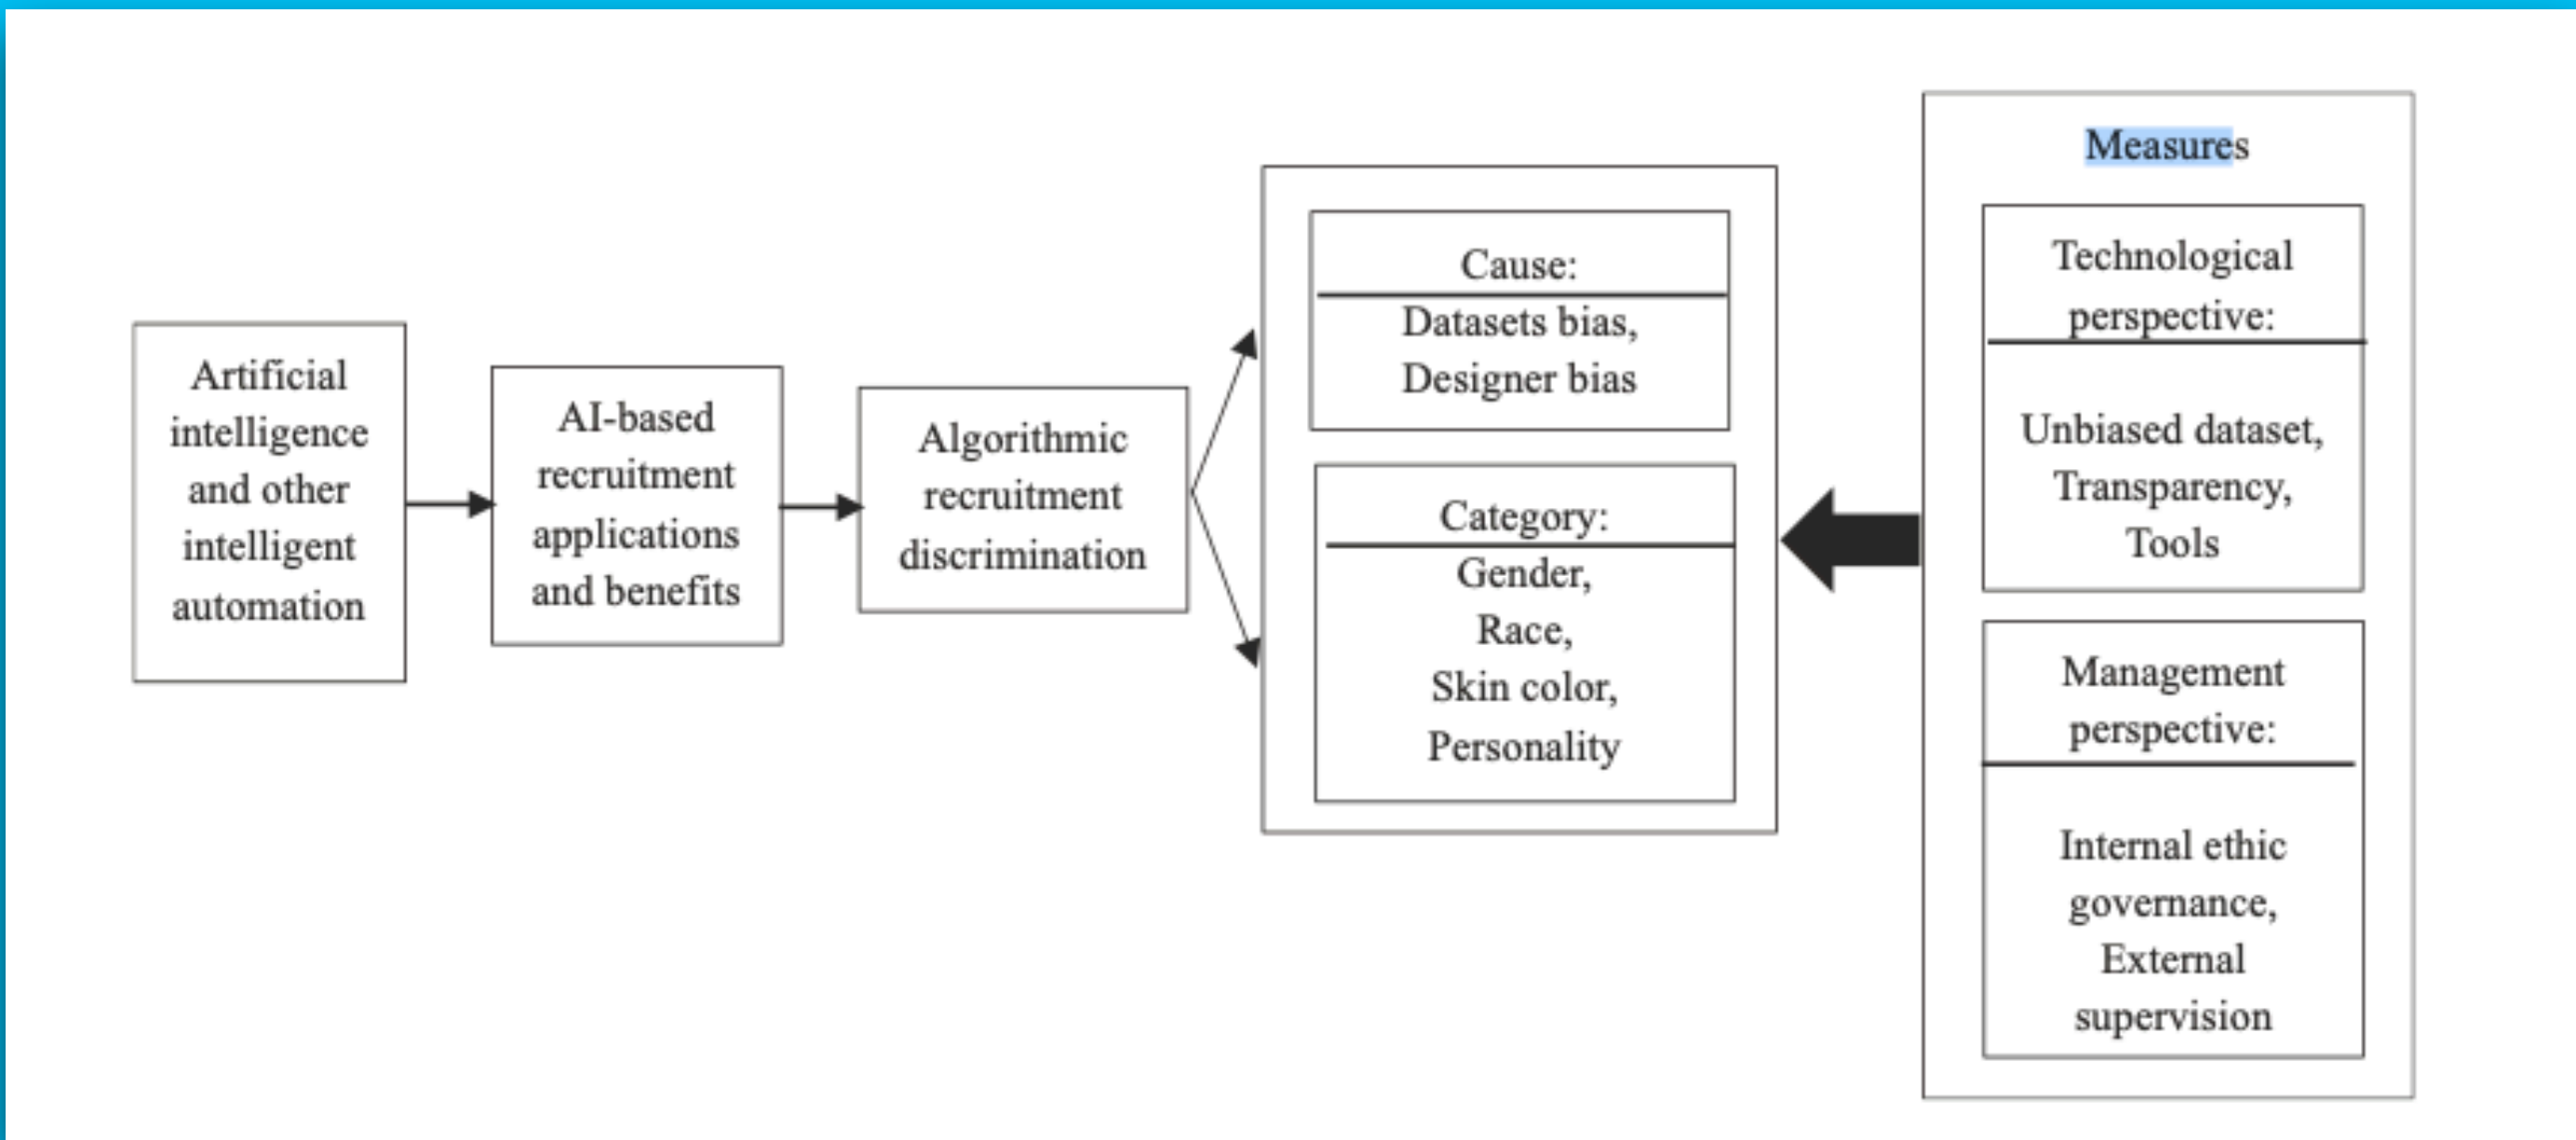 Artificial
intelligence
and other
intelligent
automation
AI-based
recruitment
applications
and benefits
Algorithmic
recruitment
discrimination
Cause:
Datasets bias,
Designer bias
Category:
Gender,
Race,
Skin color,
Personality
Measures
Technological
perspective:
Unbiased dataset,
Transparency,
Tools
Management
perspective:
Internal ethic
governance,
External
supervision